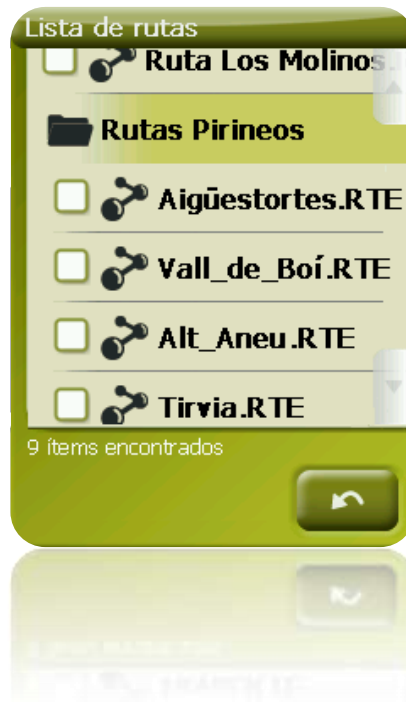 Lista de rutas
Ruta Los Molinos.
Rutas Pirineos
Aigüestortes.RTE
Vall_de_Boí.RTE
Alt_Aneu.RTE
Tirvia.RTE
9 ítems encontrados